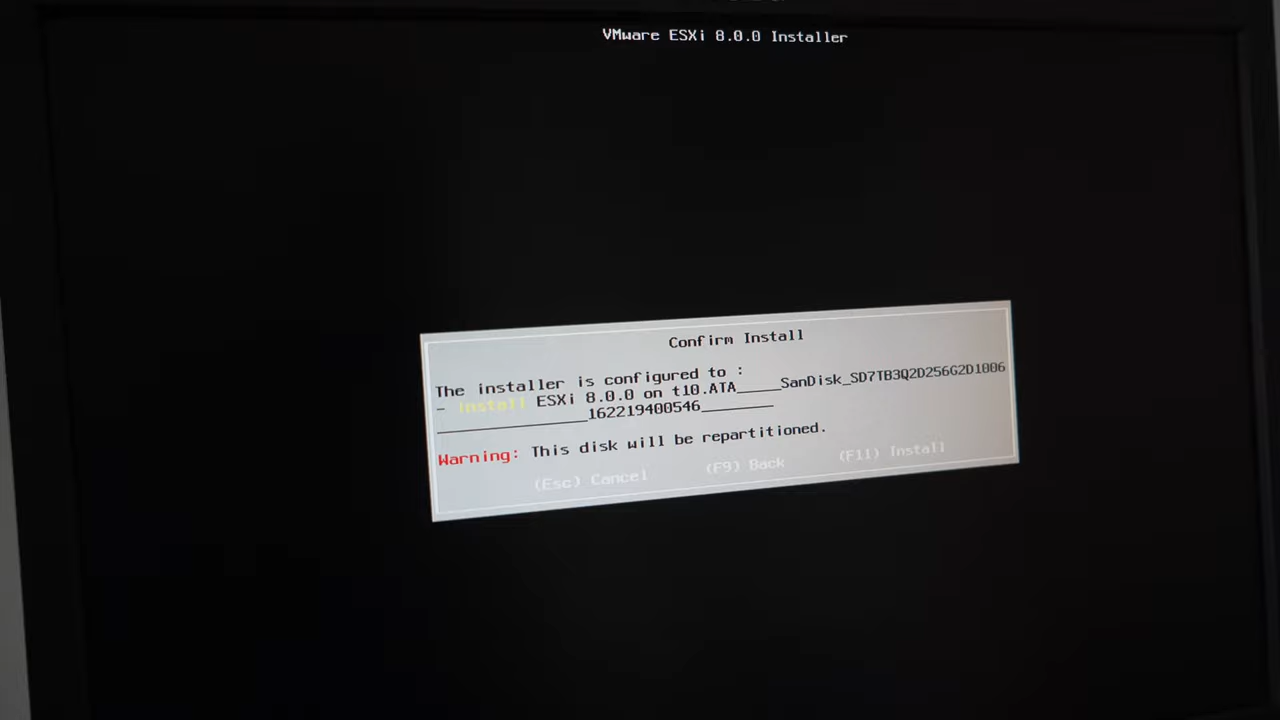 VMware ESXi 8.0.0 Installer
Confirm Install
The installer is configured to :
- Install ESXi 8.0.0 on t10.ATA_____SanDisk_SD7TB3Q2D256G2D1006
_________________162219400546________
Warning: This disk will be repartitioned.
(Esc) Cancel (F9) Back (F11) Install